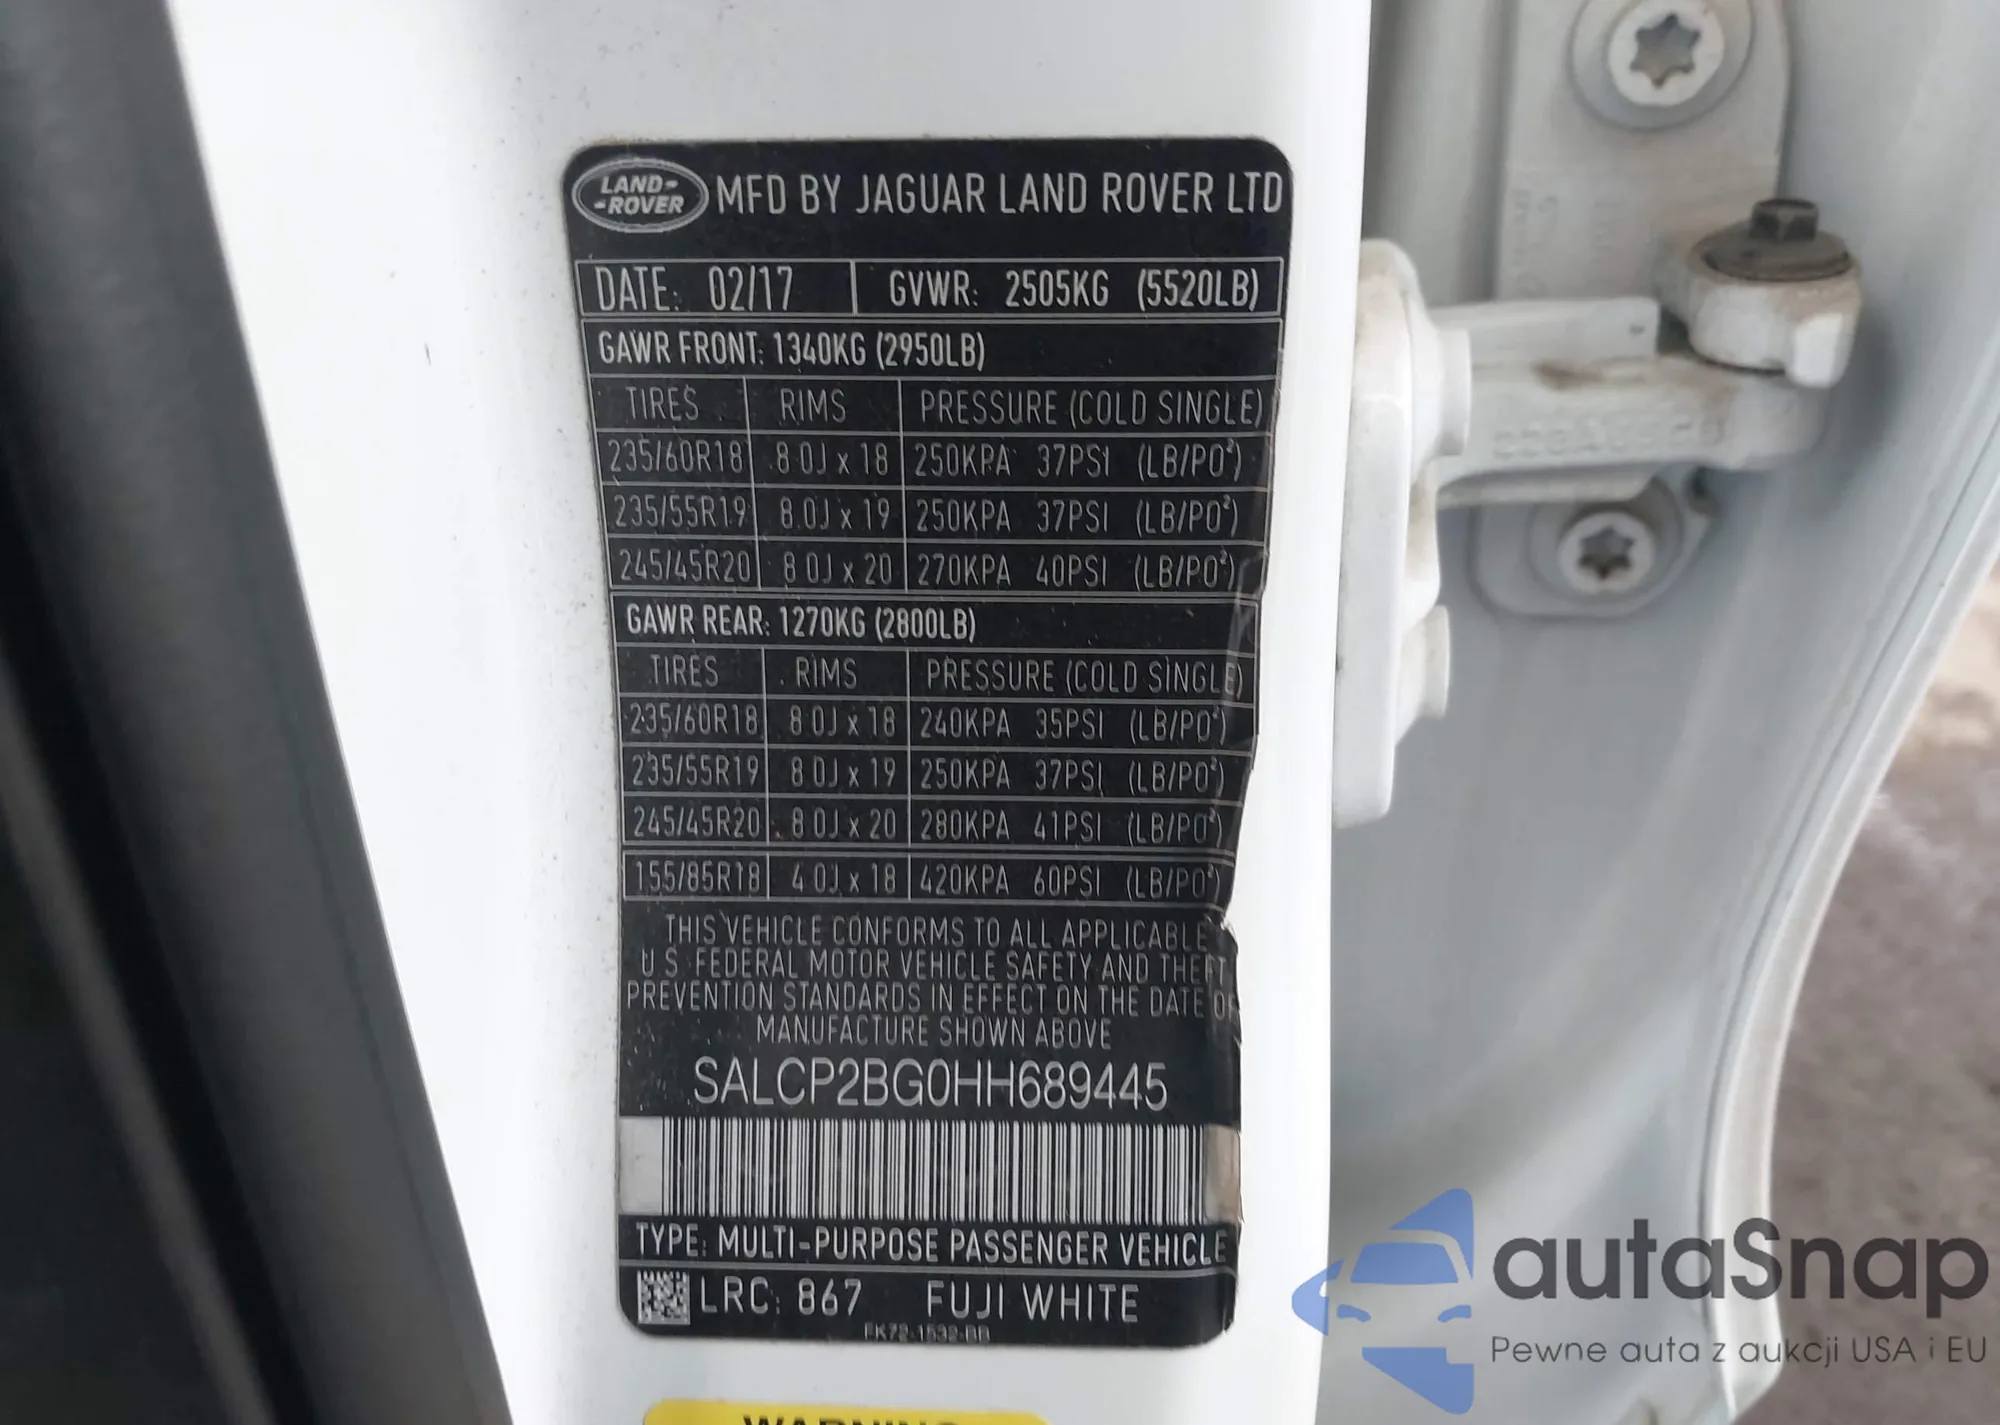 LAND-
-ROVER
MFD BY JAGUAR LAND ROVER LTD
DATE: 02/17 GVWR: 2505KG (5520LB)
GAWR FRONT: 1340KG (2950LB)
TIRES RIMS PRESSURE (COLD SINGLE)
235/60R18 8.0J x 18 250KPA 37PSI (LB/PO²)
235/55R19 8.0J x 19 250KPA 37PSI (LB/PO²)
245/45R20 8.0J x 20 270KPA 40PSI (LB/PO²)
GAWR REAR: 1270KG (2800LB)
TIRES RIMS PRESSURE (COLD SINGLE)
235/60R18 8.0J x 18 240KPA 35PSI (LB/PO²)
235/55R19 8.0J x 19 250KPA 37PSI (LB/PO²)
245/45R20 8.0J x 20 280KPA 41PSI (LB/PO²)
155/85R18 4.0J x 18 420KPA 60PSI (LB/PO²)
THIS VEHICLE CONFORMS TO ALL APPLICABLE
U.S. FEDERAL MOTOR VEHICLE SAFETY AND THEFT
PREVENTION STANDARDS IN EFFECT ON THE DATE OF
MANUFACTURE SHOWN ABOVE
SALCP2BG0HH689445
TYPE: MULTI-PURPOSE PASSENGER VEHICLE
LRC: 867 FUJI WHITE
FK72-1532-BB
WARNING
autaSnap
Pewne auta z aukcji USA i EU